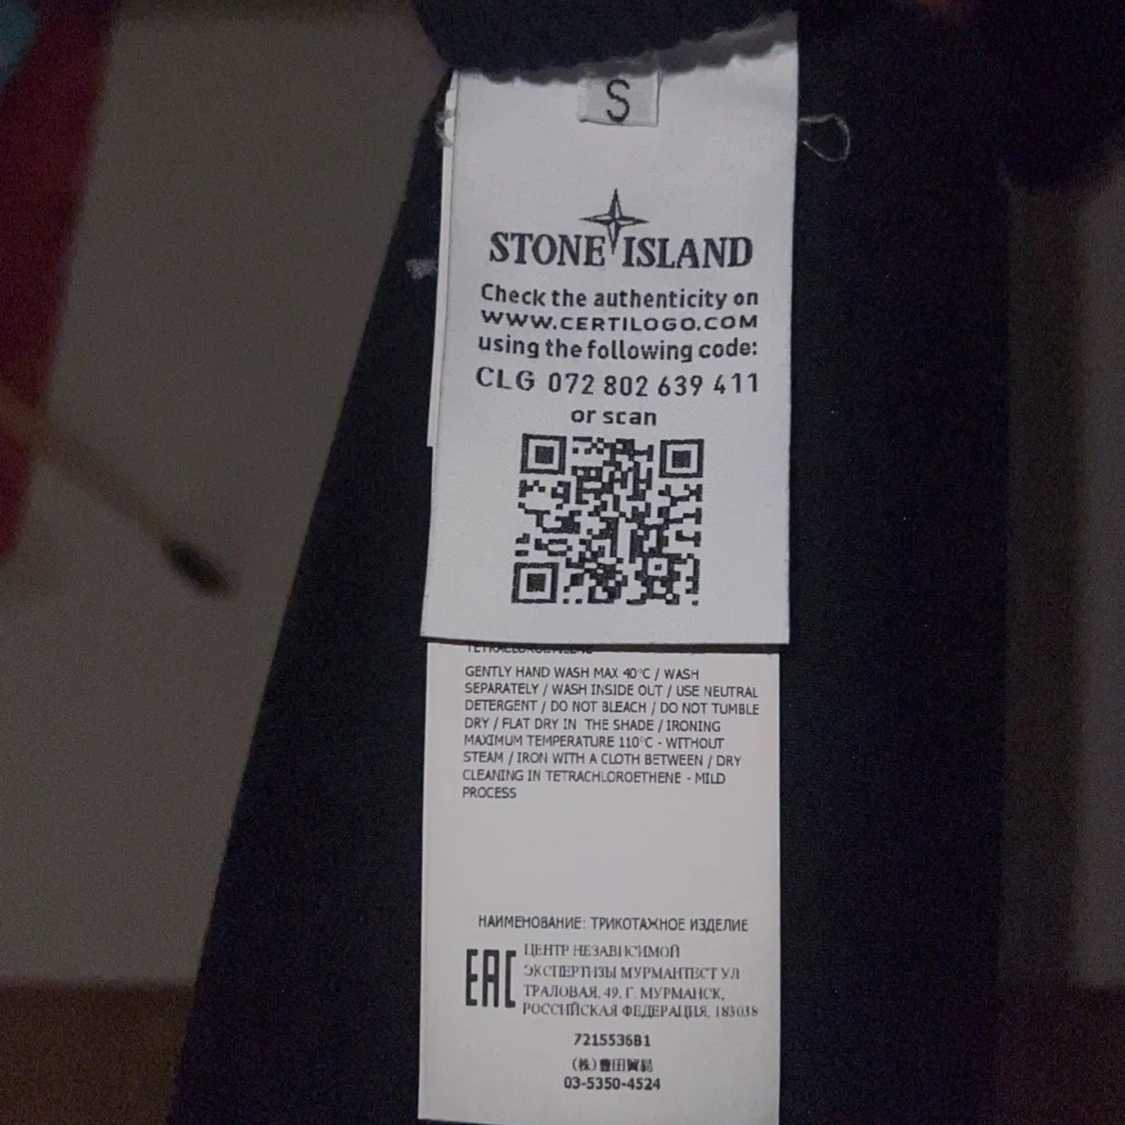 S
STONE ISLAND
Check the authenticity on
WWW.CERTILOGO.COM
using the following code:
CLG 072 802 639 411
or scan
GENTLY HAND WASH MAX 40°C / WASH
SEPARATELY / WASH INSIDE OUT / USE NEUTRAL
DETERGENT / DO NOT BLEACH / DO NOT TUMBLE
DRY / FLAT DRY IN THE SHADE / IRONING
MAXIMUM TEMPERATURE 110°C - WITHOUT
STEAM / IRON WITH A CLOTH BETWEEN / DRY
CLEANING IN TETRACHLOROETHENE - MILD
PROCESS
НАИМЕНОВАНИЕ: ТРИКОТАЖНОЕ ИЗДЕЛИЕ
EAC
ЦЕНТР НЕЗАВИСИМОЙ
ЭКСПЕРТИЗЫ МУРМАНТЕСТ УЛ
ТРАЛОВАЯ, 49, Г. МУРМАНСК,
РОССИЙСКАЯ ФЕДЕРАЦИЯ, 183038
7215536B1
(株)豊田貿易
03-5350-4524